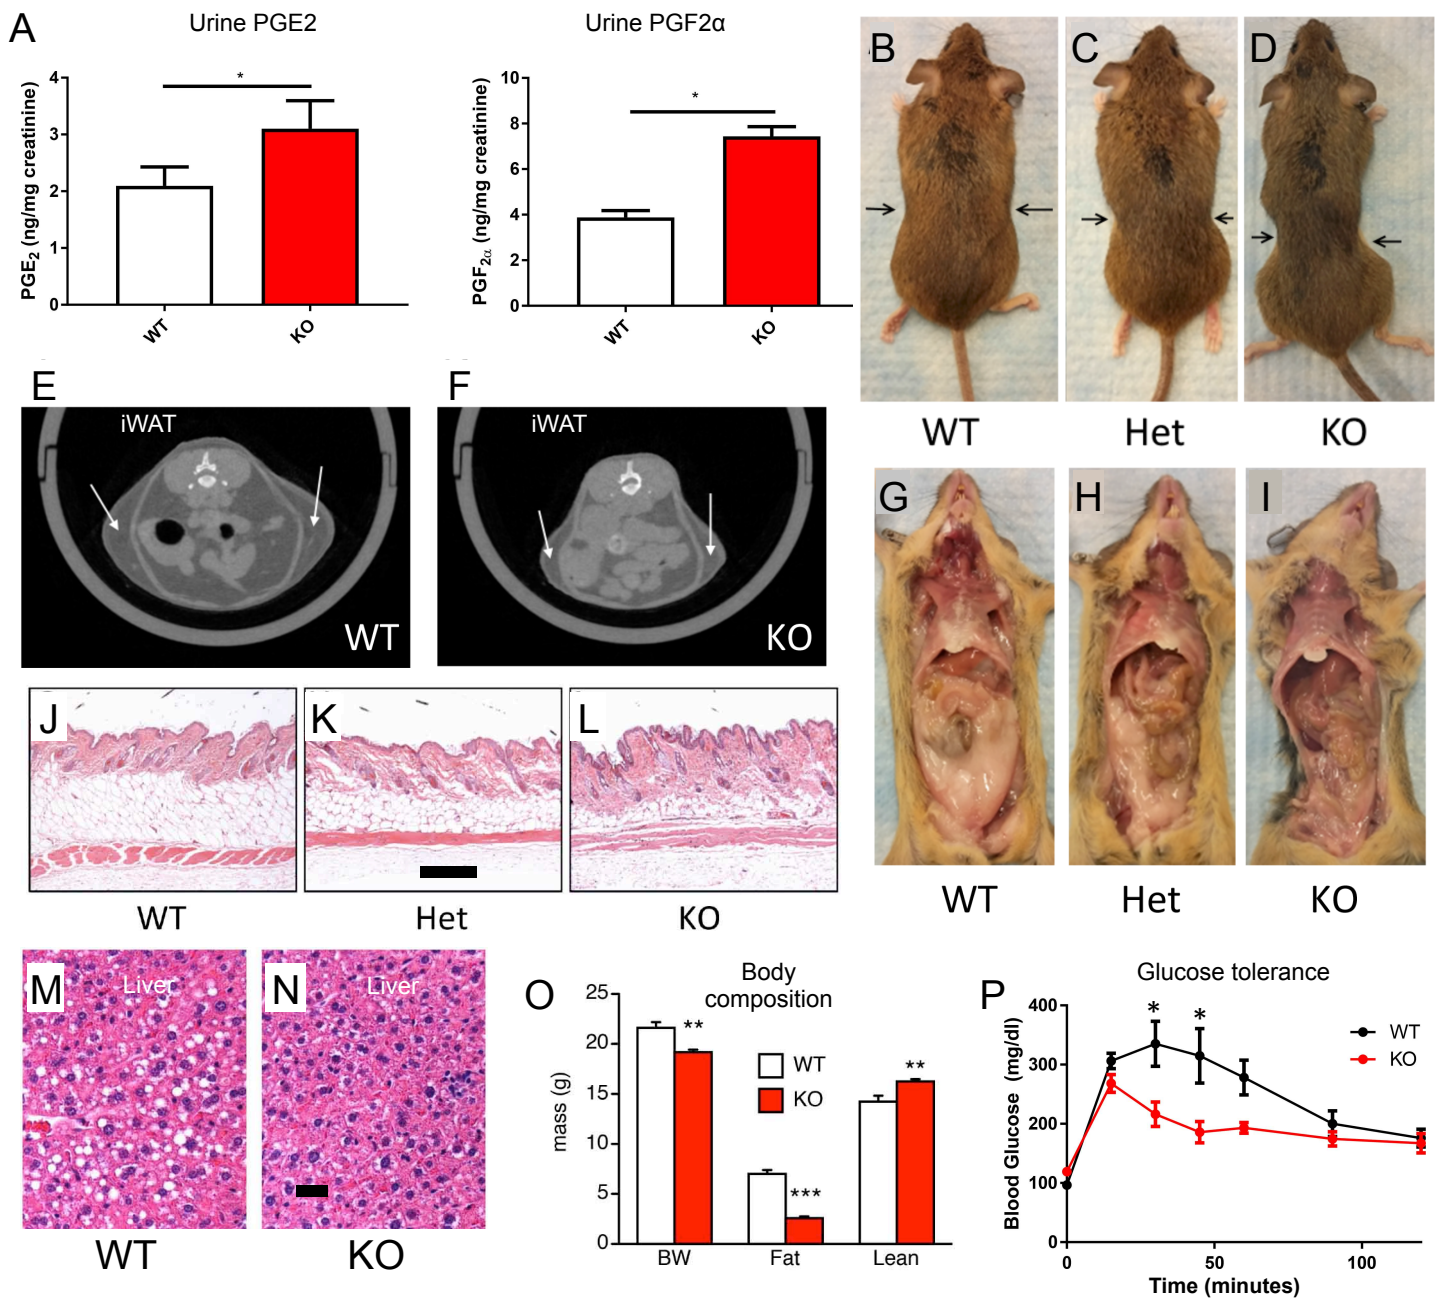 A
Urine PGE2
PGE₂ (ng/mg creatinine)
4
3
2
1
0
*
WT
KO
Urine PGF2α
PGF₂α (ng/mg creatinine)
10
8
6
4
2
0
*
WT
KO
B
C
D
WT
Het
KO
E
iWAT
WT
F
iWAT
KO
G
H
I
WT
Het
KO
J
K
L
WT
Het
KO
M
Liver
N
Liver
WT
KO
O
Body
composition
mass (g)
25
20
15
10
5
0
**
***
**
WT
KO
BW
Fat
Lean
P
Glucose tolerance
Blood Glucose (mg/dl)
400
300
200
100
0
*
*
WT
KO
0
50
100
Time (minutes)